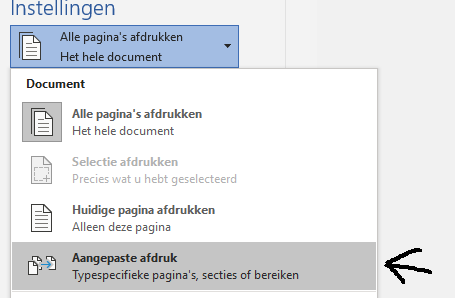 Instellingen
Alle pagina's afdrukken
Het hele document
Document
Alle pagina's afdrukken
Het hele document
Selectie afdrukken
Precies wat u hebt geselecteerd
Huidige pagina afdrukken
Alleen deze pagina
Aangepaste afdruk
Typespecifieke pagina's, secties of bereiken